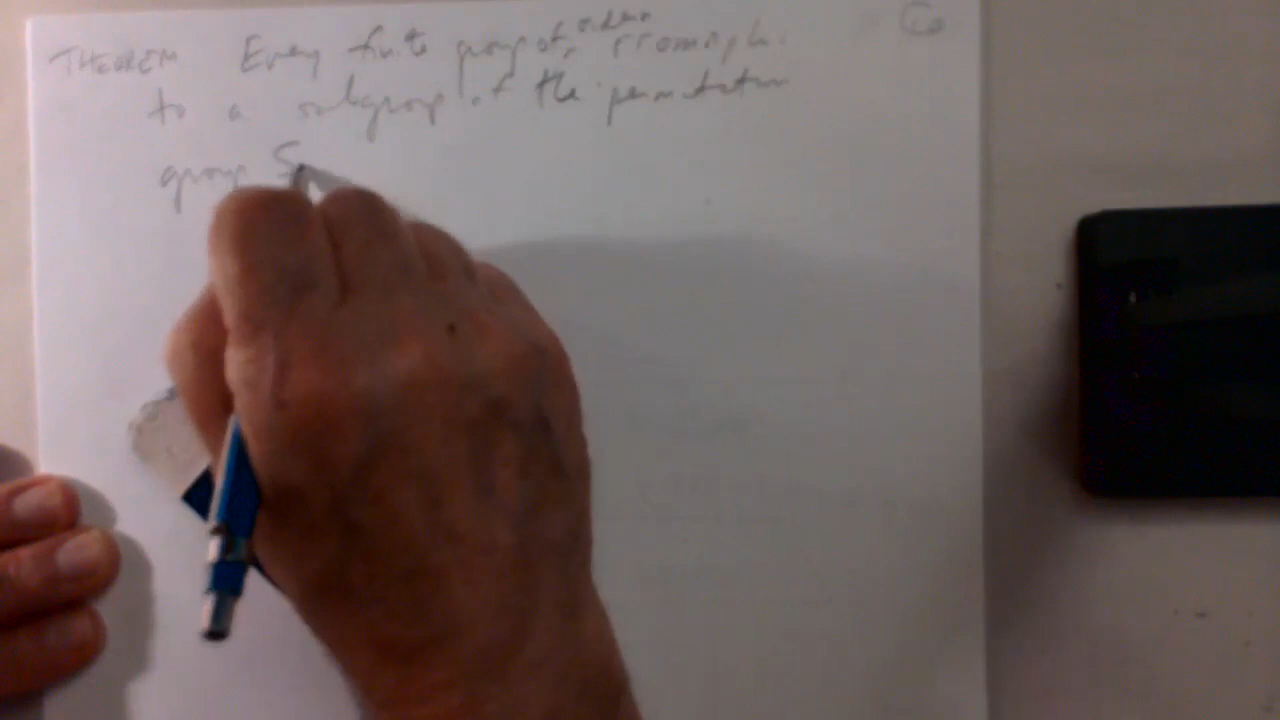 THEOREM Every finite group of order isomorphic
to a subgroup of the permutation
group S